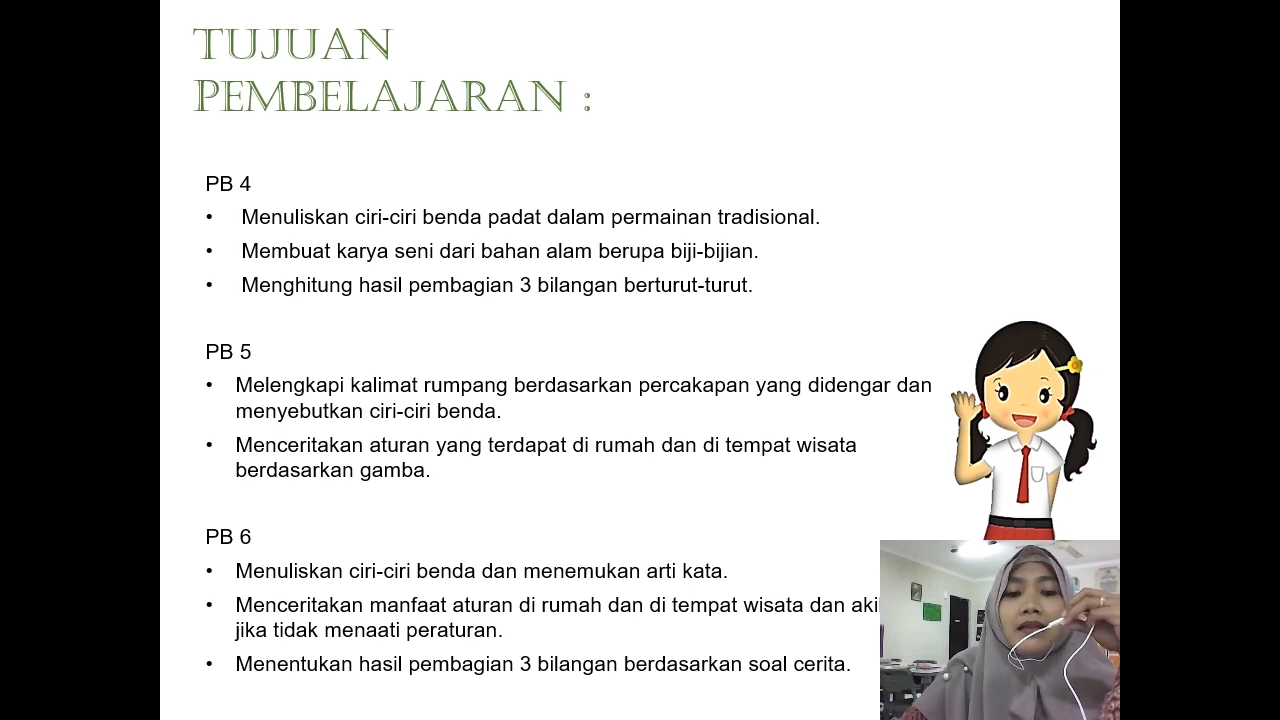 TUJUAN
PEMBELAJARAN :
PB 4
• Menuliskan ciri-ciri benda padat dalam permainan tradisional.
• Membuat karya seni dari bahan alam berupa biji-bijian.
• Menghitung hasil pembagian 3 bilangan berturut-turut.
PB 5
• Melengkapi kalimat rumpang berdasarkan percakapan yang didengar dan
menyebutkan ciri-ciri benda.
• Menceritakan aturan yang terdapat di rumah dan di tempat wisata
berdasarkan gamba.
PB 6
• Menuliskan ciri-ciri benda dan menemukan arti kata.
• Menceritakan manfaat aturan di rumah dan di tempat wisata dan
jika tidak menaati peraturan.
• Menentukan hasil pembagian 3 bilangan berdasarkan soal cerita.